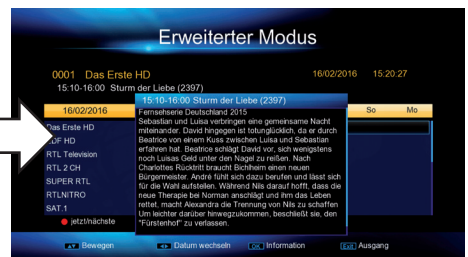 Erweiterter Modus
0001 Das Erste HD 16/02/2016 15:20:27
15:10-16:00 Sturm der Liebe (2397)
16/02/2016 So Mo
15:10-16:00 Sturm der Liebe (2397)
Das Erste HD
ZDF HD
RTL Television
RTL 2 CH
SUPER RTL
RTLNITRO
SAT.1
Fernsehserie Deutschland 2015
Sebastian und Luisa verbringen eine gemeinsame Nacht
miteinander. David hingegen ist totunglücklich, da er durch
Beatrice von einem Kuss zwischen Luisa und Sebastian
erfahren hat. Beatrice schlägt David vor, sich wenigstens
noch Luisas Geld unter den Nagel zu reißen. Nach
Charlottes Rücktritt braucht Bichlheim einen neuen
Bürgermeister. André fühlt sich dazu berufen und lässt sich
für die Wahl aufstellen. Während Nils darauf hofft, dass die
neue Therapie bei Norman anschlägt und ihm das Leben
rettet, macht Alexandra die Trennung von Nils zu schaffen
Um leichter darüber hinwegzukommen, beschließt sie, den
"Fürstenhof" zu verlassen.
jetzt/nächste
Bewegen Datum wechseln OK Information Exit Ausgang